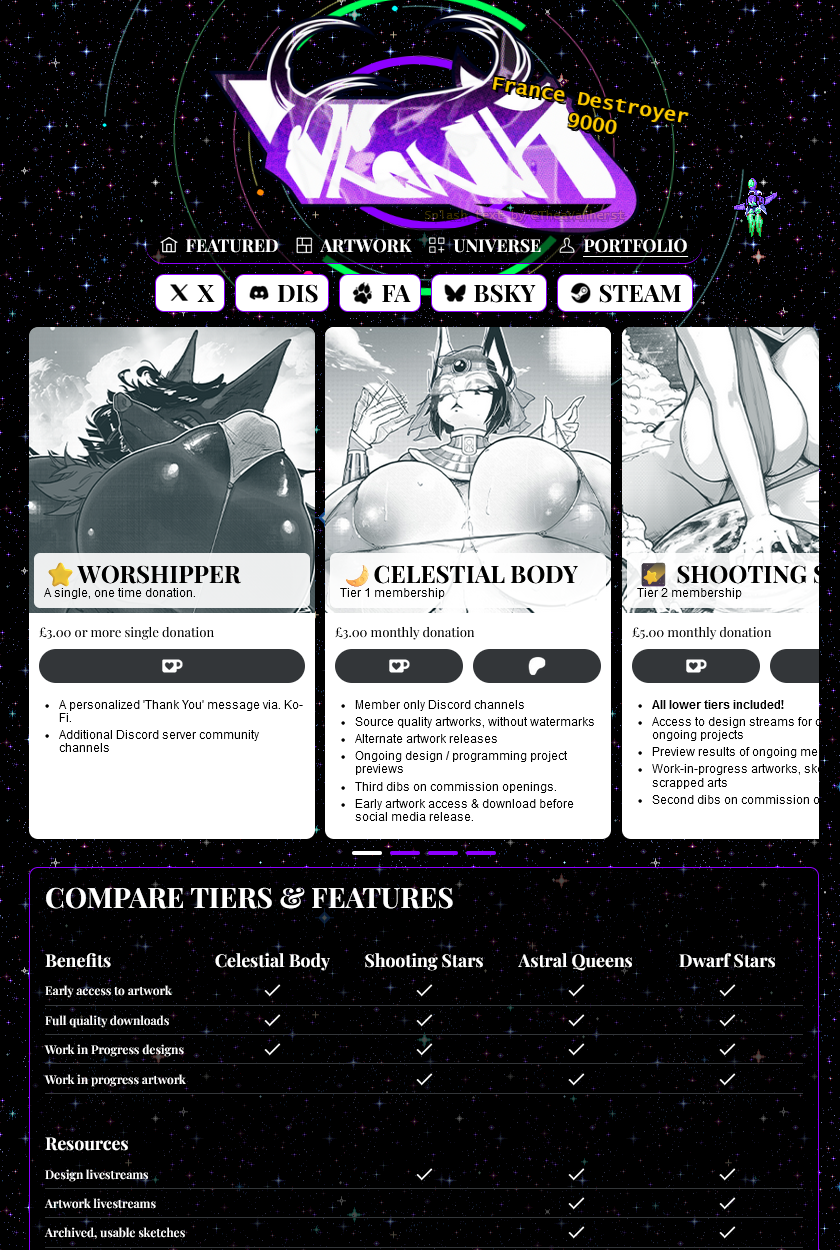 France Destroyer
9000
Splash text by @Theavannerst
FEATURED ARTWORK UNIVERSE PORTFOLIO
X DIS FA BSKY STEAM
WORSHIPPER
A single, one time donation.
£3.00 or more single donation
A personalized 'Thank You' message via. Ko-
Fi.
Additional Discord server community
channels
CELESTIAL BODY
Tier 1 membership
£3.00 monthly donation
Member only Discord channels
Source quality artworks, without watermarks
Alternate artwork releases
Ongoing design / programming project
previews
Third dibs on commission openings.
Early artwork access & download before
social media release.
SHOOTING
Tier 2 membership
£5.00 monthly donation
All lower tiers included!
Access to design streams for
ongoing projects
Preview results of ongoing
Work-in-progress artworks,
scrapped arts
Second dibs on commission
COMPARE TIERS & FEATURES
Benefits Celestial Body Shooting Stars Astral Queens Dwarf Stars
Early access to artwork
Full quality downloads
Work in Progress designs
Work in progress artwork
Resources
Design livestreams
Artwork livestreams
Archived, usable sketches